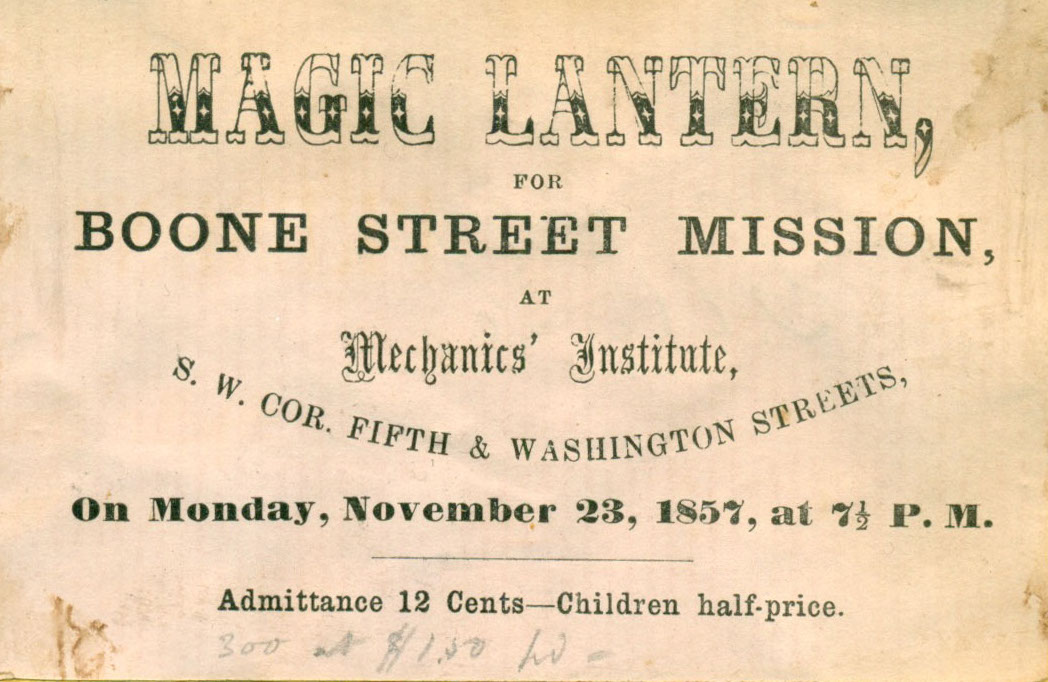 MAGIC LANTERN,
FOR
BOONE STREET MISSION,
AT
Mechanics' Institute,
S. W. COR. FIFTH & WASHINGTON STREETS,
On Monday, November 23, 1857, at 7½ P. M.
Admittance 12 Cents—Children half-price.
300 at $1.50